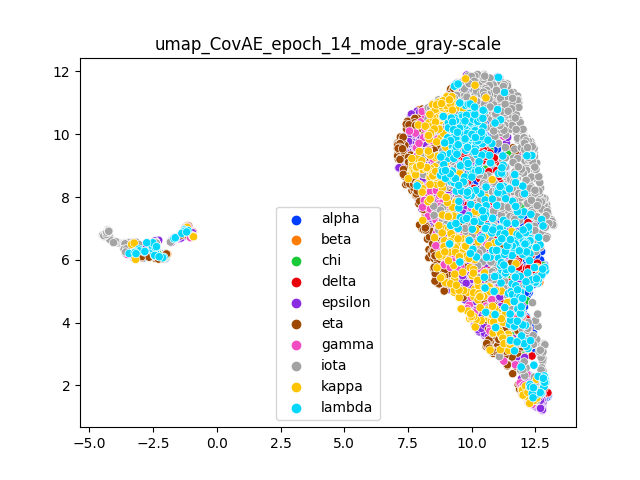 umap_CovAE_epoch_14_mode_gray-scale
12
10
8
6
4
2
alpha
beta
chi
delta
epsilon
eta
gamma
iota
kappa
lambda
−5.0 −2.5 0.0 2.5 5.0 7.5 10.0 12.5